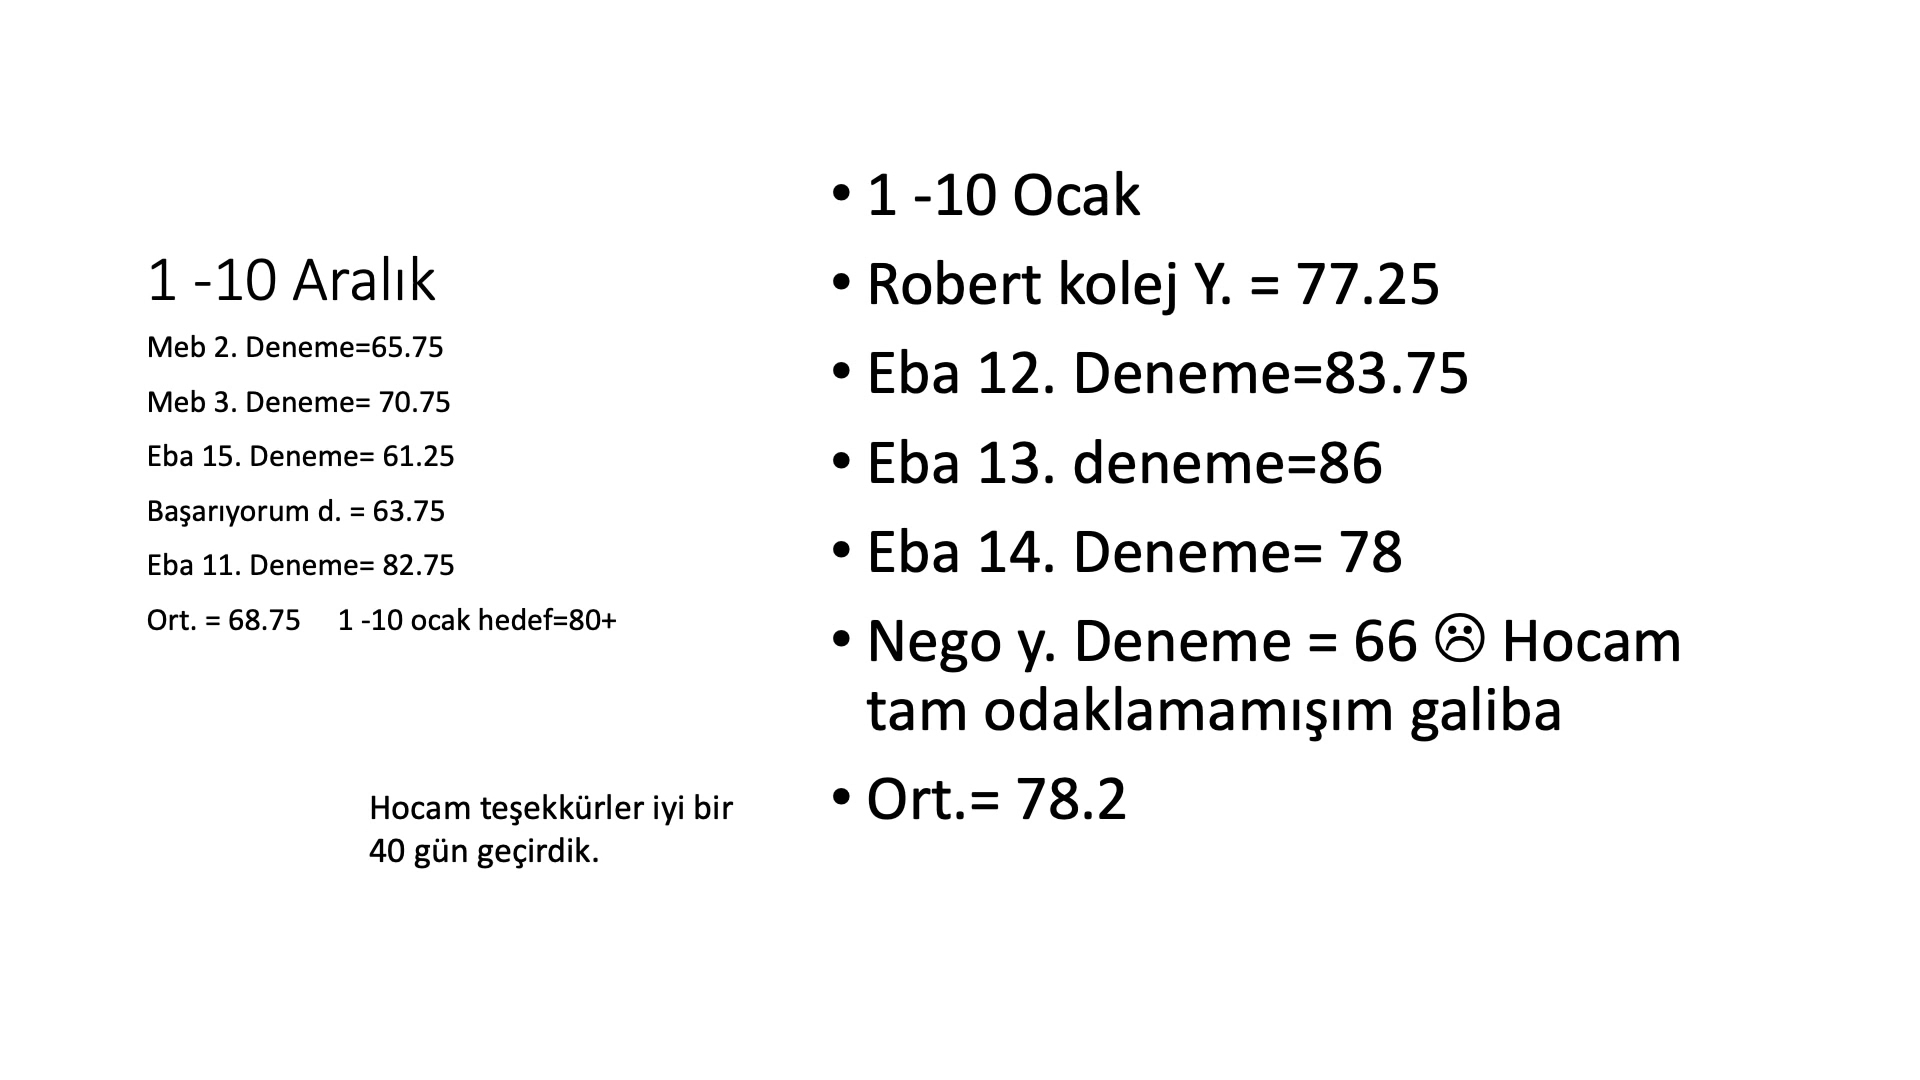 1 -10 Aralık
Meb 2. Deneme=65.75
Meb 3. Deneme= 70.75
Eba 15. Deneme= 61.25
Başarıyorum d. = 63.75
Eba 11. Deneme= 82.75
Ort. = 68.75 1 -10 ocak hedef=80+
Hocam teşekkürler iyi bir
40 gün geçirdik.
• 1 -10 Ocak
• Robert kolej Y. = 77.25
• Eba 12. Deneme=83.75
• Eba 13. deneme=86
• Eba 14. Deneme= 78
• Nego y. Deneme = 66 ☹ Hocam
tam odaklamamışım galiba
• Ort.= 78.2